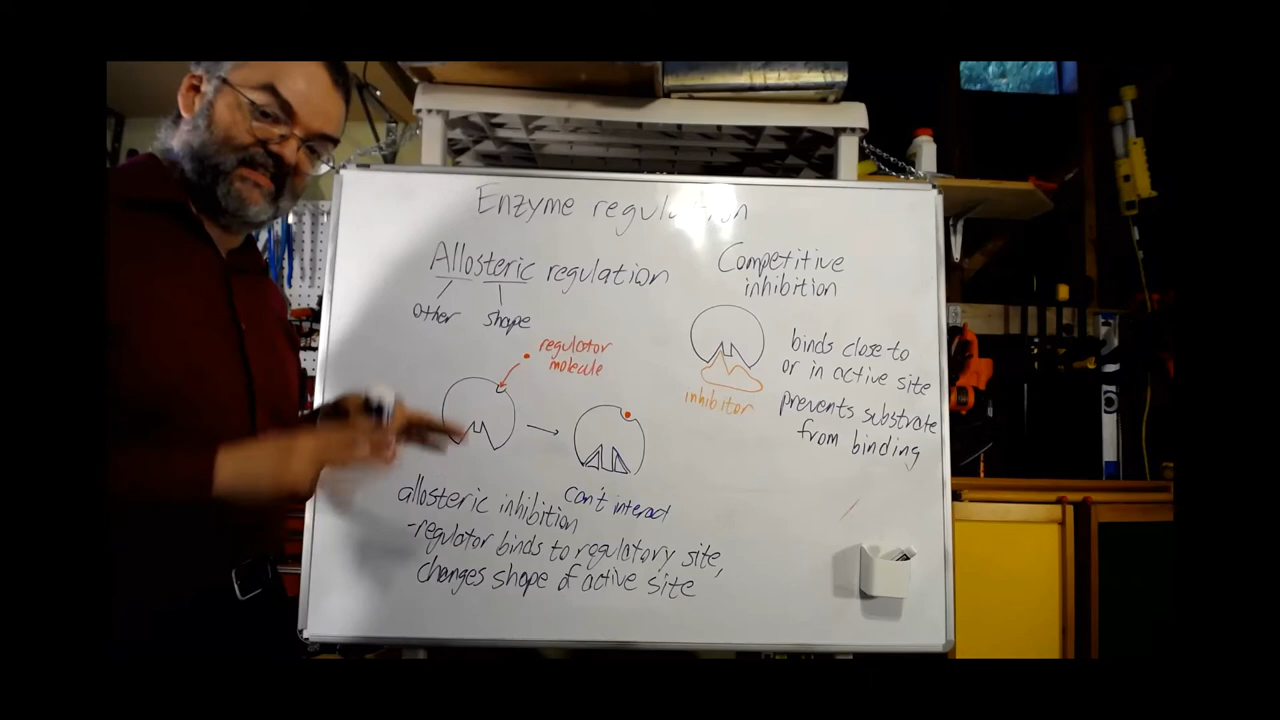 Enzyme regulation
Allosteric regulation
other shape
regulator
molecule
can't interact
allosteric inhibition
-regulator binds to regulatory site,
changes shape of active site
Competitive
inhibition
inhibitor
binds close to
or in active site
prevents substrate
from binding